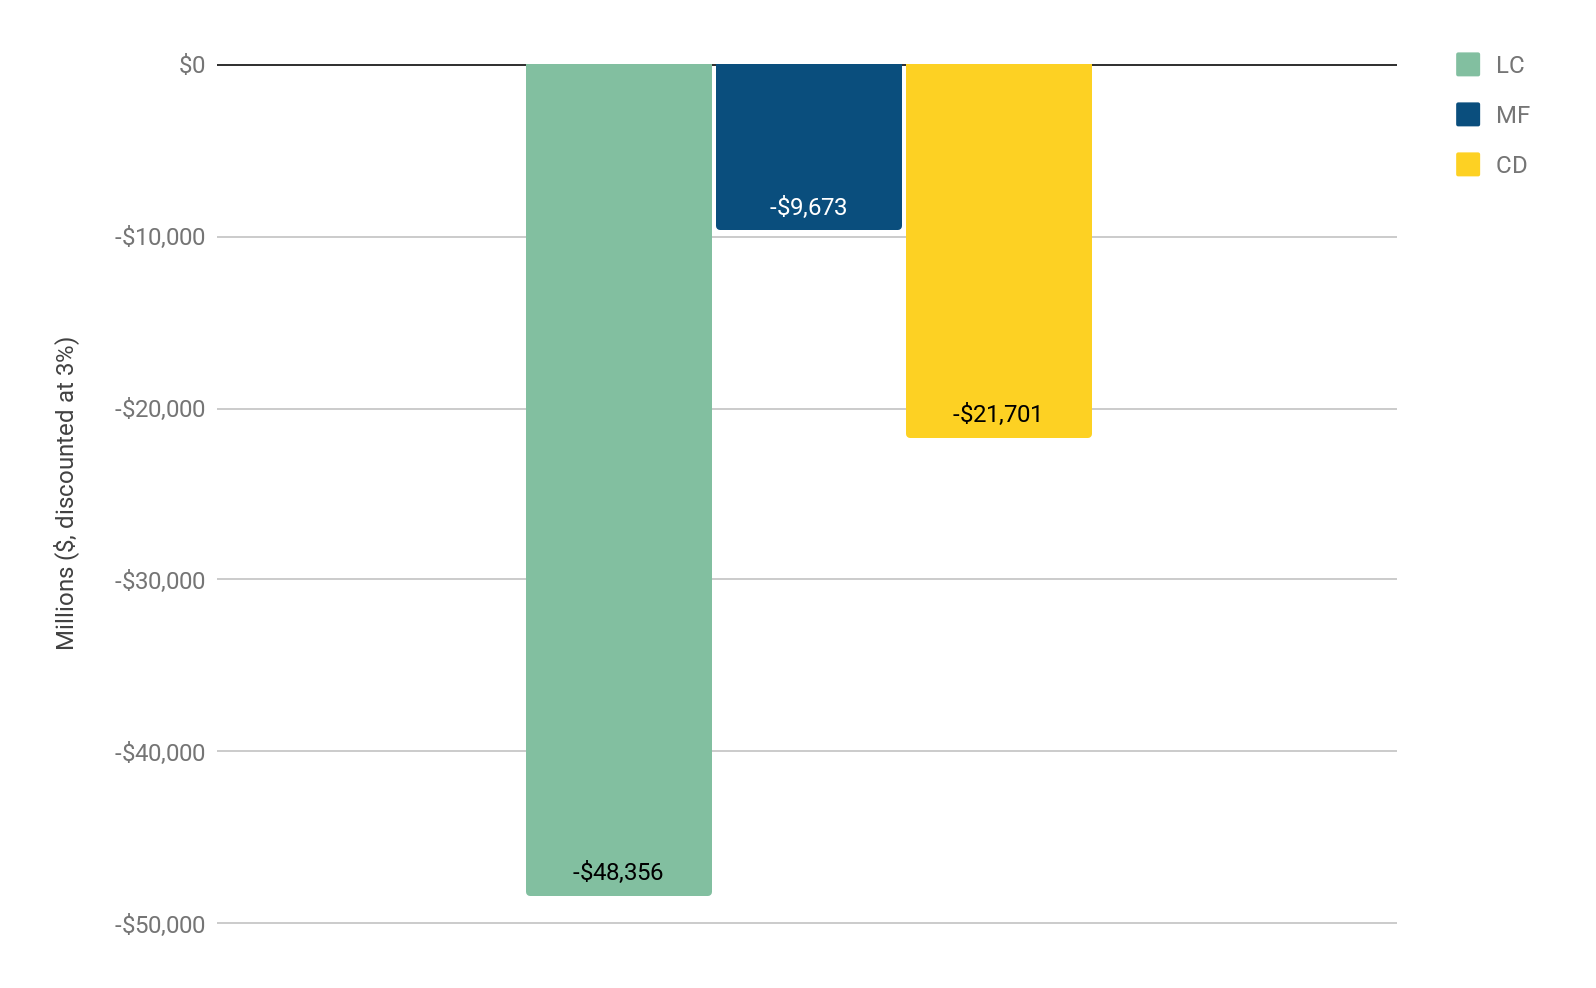 $0
-$10,000
-$20,000
-$30,000
-$40,000
-$50,000
Millions ($, discounted at 3%)
-$48,356
-$9,673
-$21,701
LC
MF
CD